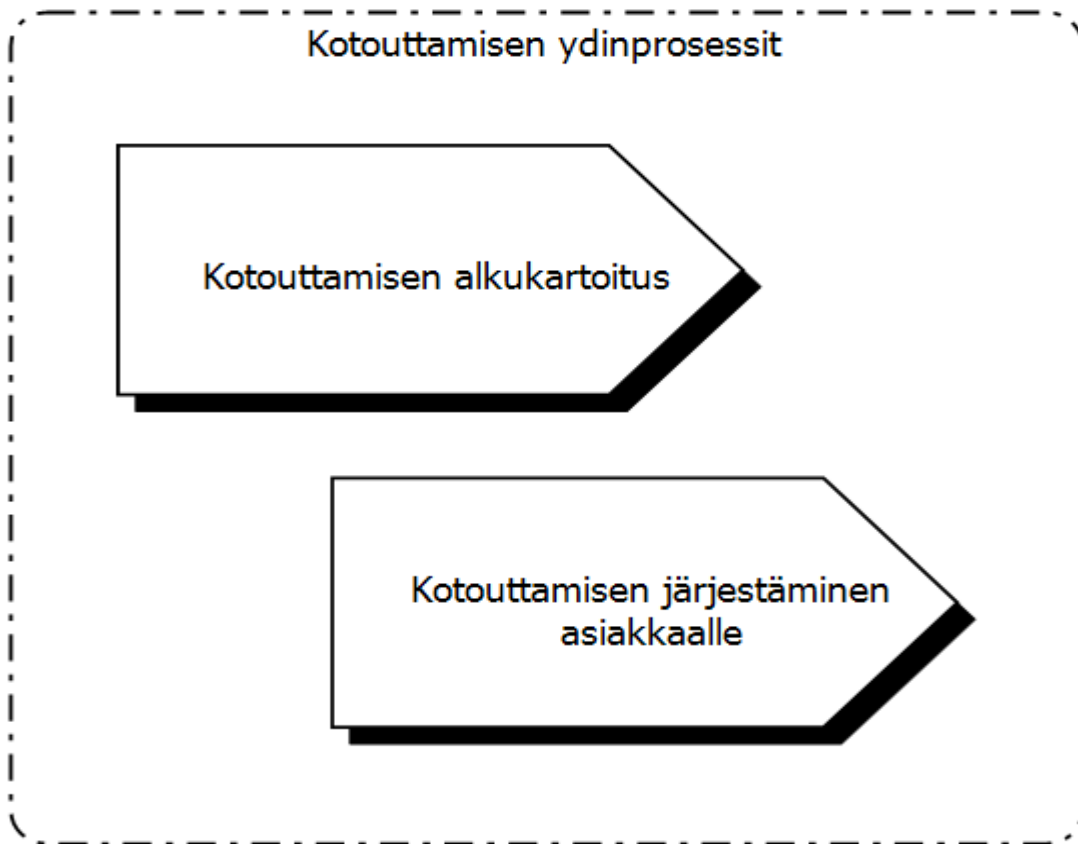 Kotouttamisen ydinprosessit
Kotouttamisen alkukartoitus
Kotouttamisen järjestäminen
asiakkaalle